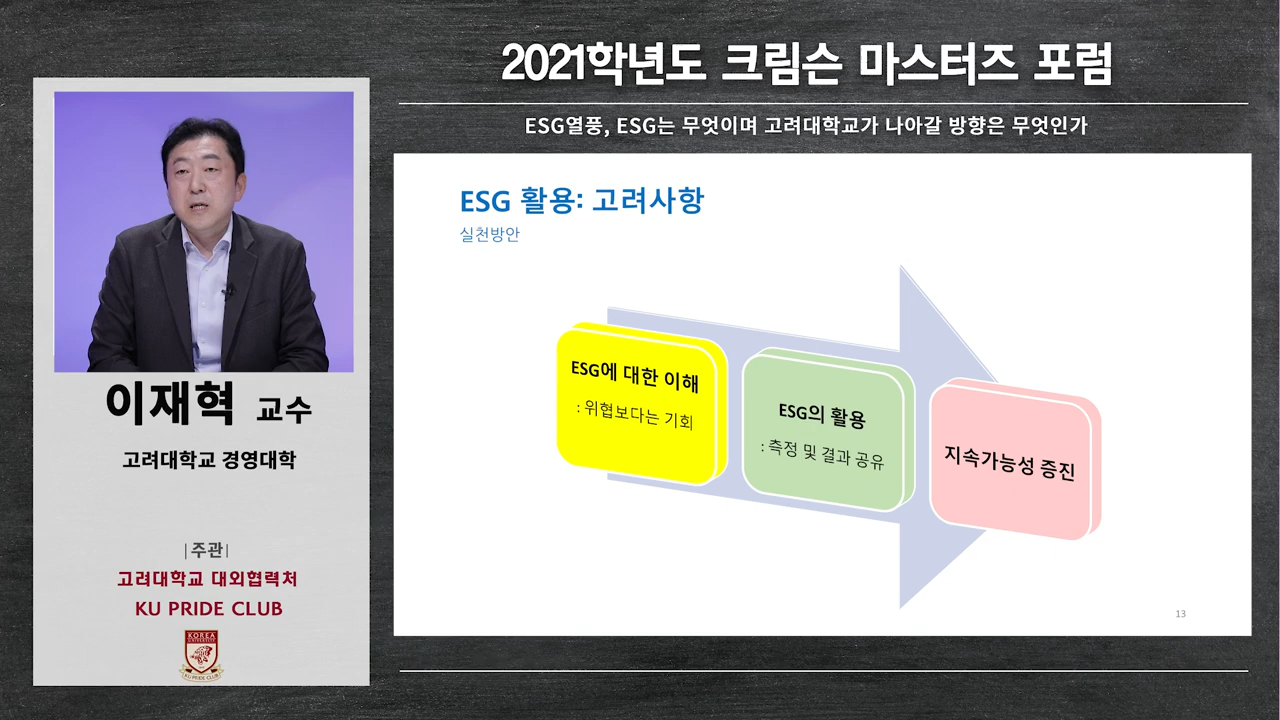 2021학년도 크림슨 마스터즈 포럼
ESG열풍, ESG는 무엇이며 고려대학교가 나아갈 방향은 무엇인가
이재혁 교수
고려대학교 경영대학
|주관|
고려대학교 대외협력처
KU PRIDE CLUB
KOREA
UNIVERSITY
KU PRIDE CLUB
ESG 활용: 고려사항
실천방안
ESG에 대한 이해
: 위협보다는 기회
ESG의 활용
: 측정 및 결과 공유
지속가능성 증진
13